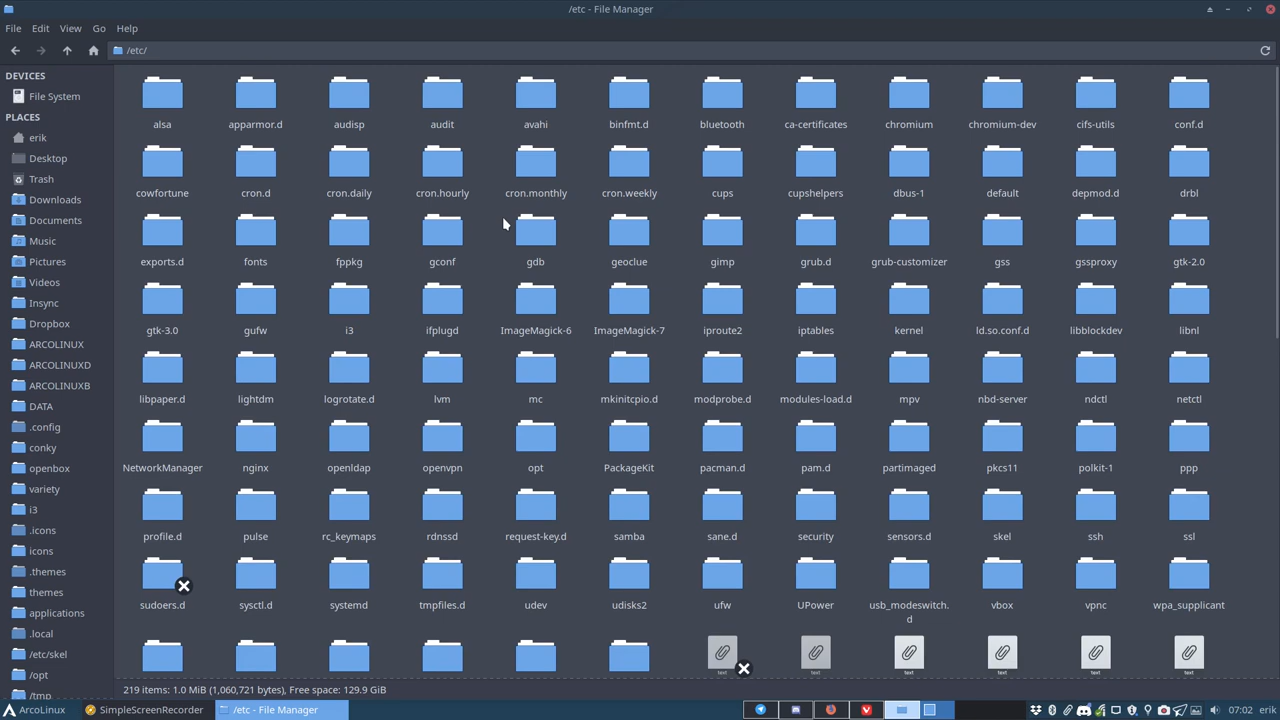 /etc - File Manager
File Edit View Go Help
/etc/
DEVICES
File System
PLACES
erik
Desktop
Trash
Downloads
Documents
Music
Pictures
Videos
Insync
Dropbox
ARCOLINUX
ARCOLINUXD
ARCOLINUXB
DATA
.config
conky
openbox
variety
i3
.icons
icons
.themes
themes
applications
.local
/etc/skel
/opt
/tmp
alsa apparmor.d audisp audit avahi binfmt.d bluetooth ca-certificates chromium chromium-dev cifs-utils conf.d
cowfortune cron.d cron.daily cron.hourly cron.monthly cron.weekly cups cupshelpers dbus-1 default depmod.d drbl
exports.d fonts fppkg gconf gdb geoclue gimp grub.d grub-customizer gss gssproxy gtk-2.0
gtk-3.0 gufw i3 ifplugd ImageMagick-6 ImageMagick-7 iproute2 iptables kernel ld.so.conf.d libblockdev libnl
libpaper.d lightdm logrotate.d lvm mc mkinitcpio.d modprobe.d modules-load.d mpv nbd-server ndctl netctl
NetworkManager nginx openldap openvpn opt PackageKit pacman.d pam.d partimaged pkcs11 polkit-1 ppp
profile.d pulse rc_keymaps rdnssd request-key.d samba sane.d security sensors.d skel ssh ssl
sudoers.d sysctl.d systemd tmpfiles.d udev udisks2 ufw UPower usb_modeswitch. vbox vpnc wpa_supplicant
d
text text text text text text
219 items: 1.0 MiB (1,060,721 bytes), Free space: 129.9 GiB
ArcoLinux SimpleScreenRecorder /etc - File Manager 07:02 erik